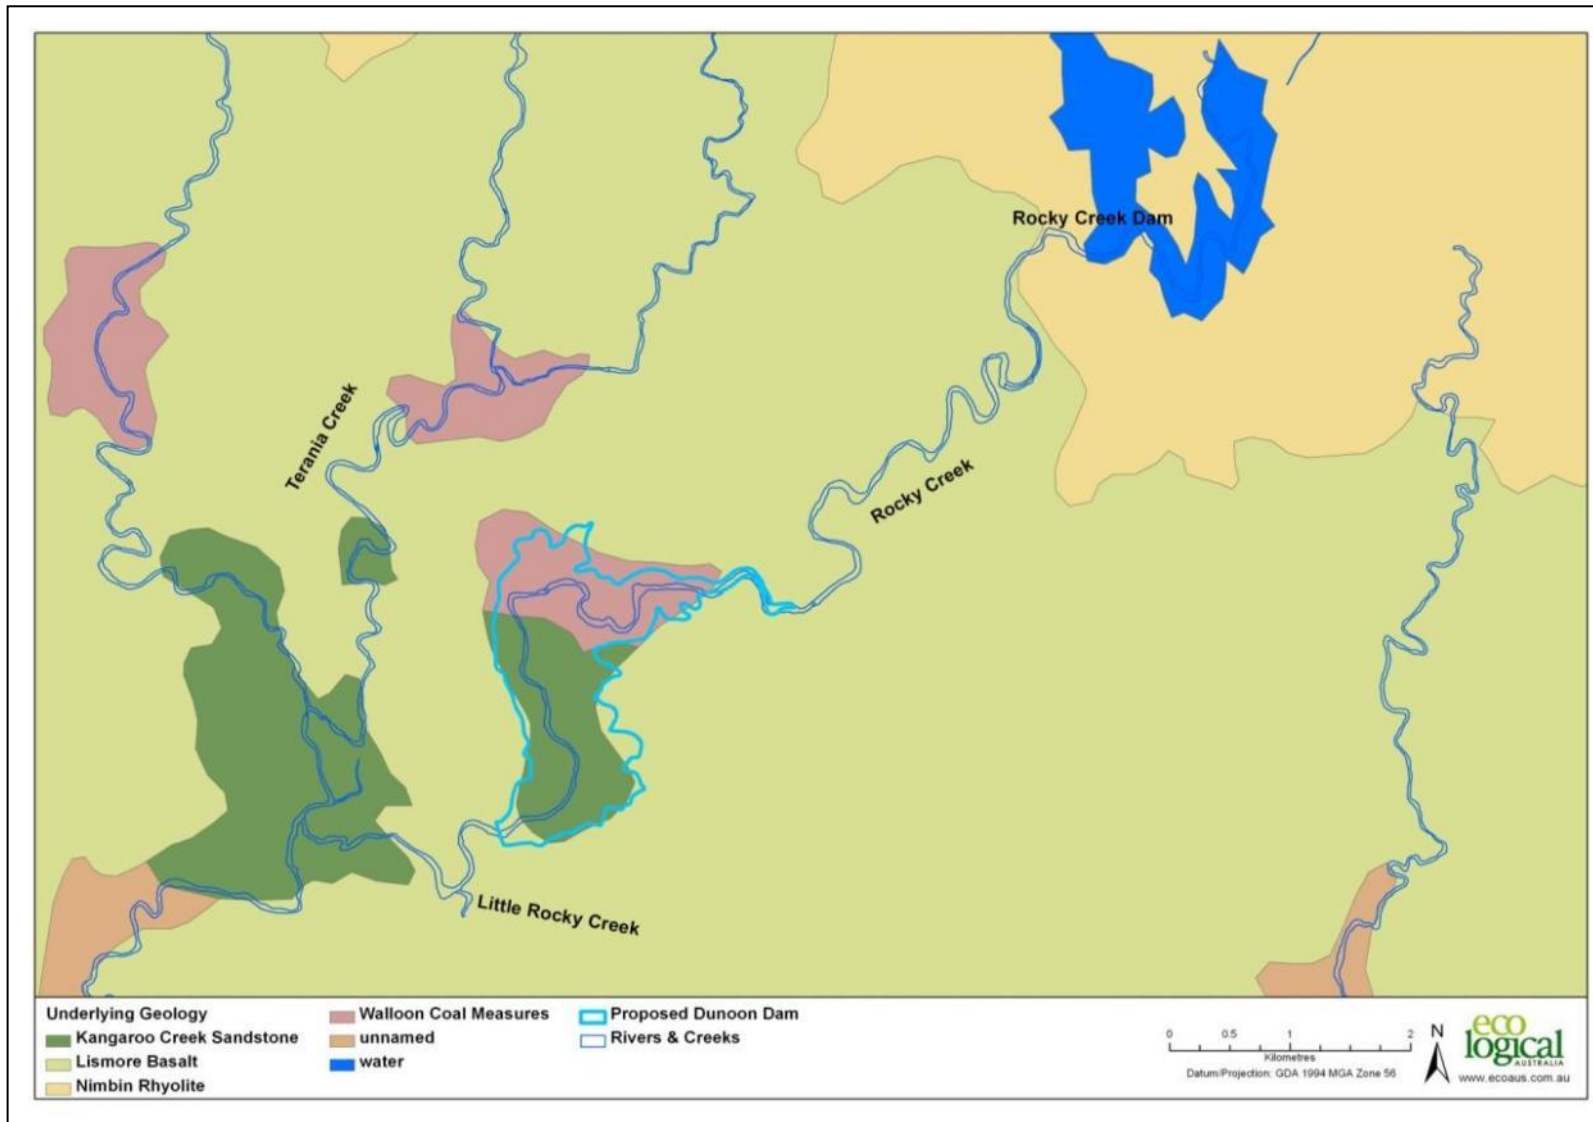 Rocky Creek Dam
Terania Creek
Rocky Creek
Little Rocky Creek
Underlying Geology
Kangaroo Creek Sandstone
Lismore Basalt
Nimbin Rhyolite
Walloon Coal Measures
unnamed
water
Proposed Dunoon Dam
Rivers & Creeks
0 0.5 1 2
Kilometres
Datum/Projection: GDA 1994 MGA Zone 56
N
eco
logical
AUSTRALIA
www.ecoaus.com.au